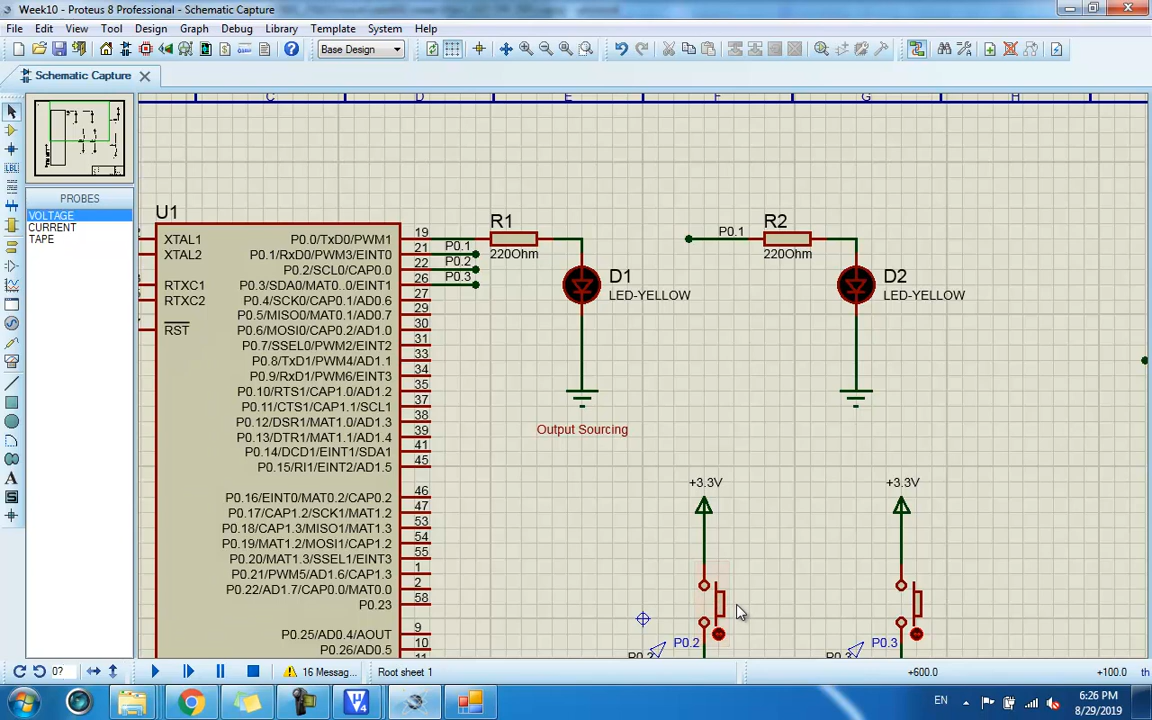 Week10 - Proteus 8 Professional - Schematic Capture
File Edit View Tool Design Graph Debug Library Template System Help
Base Design
Schematic Capture
C D E F G H
PROBES
VOLTAGE
CURRENT
TAPE
LBL
U1
XTAL1
XTAL2
RTXC1
RTXC2
RST
P0.0/TxD0/PWM1 19
P0.1/RxD0/PWM3/EINT0 21 P0.1
P0.2/SCL0/CAP0.0 22 P0.2
P0.3/SDA0/MAT0.0..EINT1 26 P0.3
P0.4/SCK0/CAP0.1/AD0.6 27
P0.5/MISO0/MAT0.1/AD0.7 29
P0.6/MOSI0/CAP0.2/AD1.0 30
P0.7/SSEL0/PWM2/EINT2 31
P0.8/TxD1/PWM4/AD1.1 33
P0.9/RxD1/PWM6/EINT3 34
P0.10/RTS1/CAP1.0/AD1.2 35
P0.11/CTS1/CAP1.1/SCL1 37
P0.12/DSR1/MAT1.0/AD1.3 38
P0.13/DTR1/MAT1.1/AD1.4 39
P0.14/DCD1/EINT1/SDA1 41
P0.15/RI1/EINT2/AD1.5 45
P0.16/EINT0/MAT0.2/CAP0.2 46
P0.17/CAP1.2/SCK1/MAT1.2 47
P0.18/CAP1.3/MISO1/MAT1.3 53
P0.19/MAT1.2/MOSI1/CAP1.2 54
P0.20/MAT1.3/SSEL1/EINT3 55
P0.21/PWM5/AD1.6/CAP1.3 1
P0.22/AD1.7/CAP0.0/MAT0.0 2
P0.23 58
P0.25/AD0.4/AOUT 9
P0.26/AD0.5 10
R1
220Ohm
D1
LED-YELLOW
Output Sourcing
P0.1
R2
220Ohm
D2
LED-YELLOW
+3.3V +3.3V
P0.2 P0.3
P0.2 P0.3
0? 16 Messag... Root sheet 1 +600.0 +100.0 th
EN 6:26 PM
8/29/2019